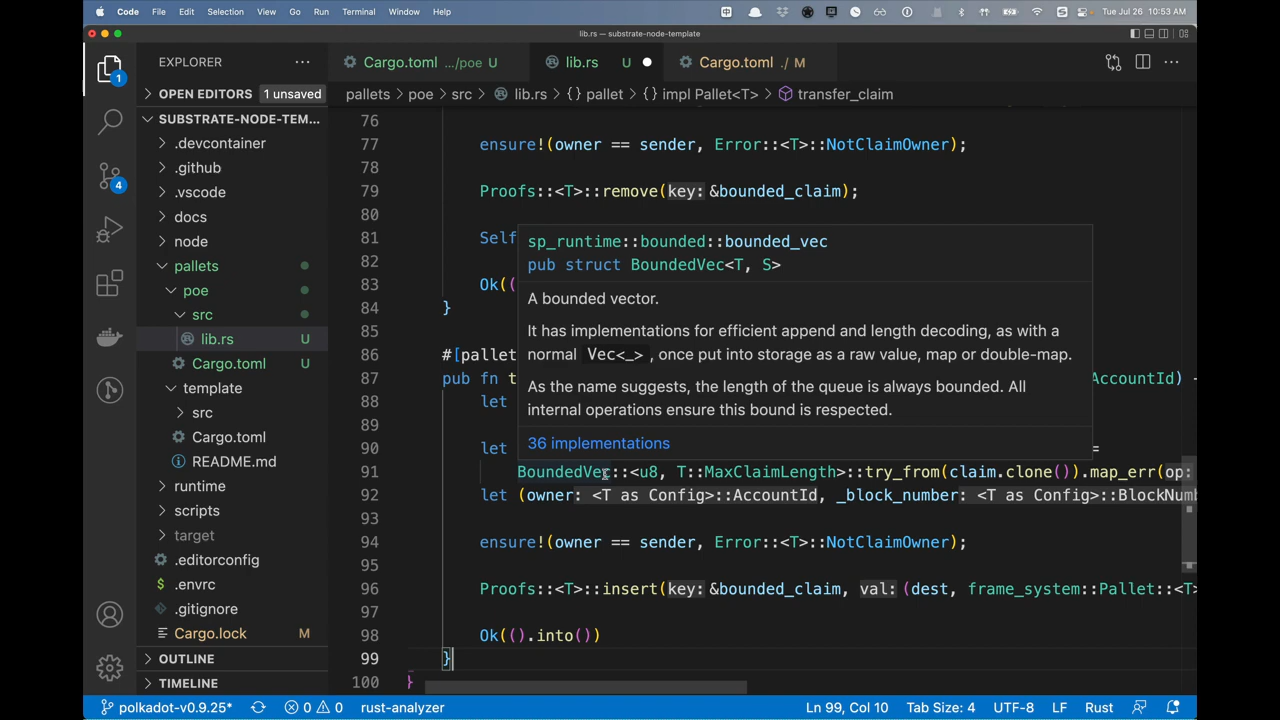 Code File Edit Selection View Go Run Terminal Window Help Tue Jul 26 10:53 AM
lib.rs — substrate-node-template
EXPLORER
Cargo.toml .../poe U
lib.rs U
Cargo.toml ./ M
OPEN EDITORS 1 unsaved
pallets > poe > src > lib.rs > {} pallet > {} impl Pallet<T> > transfer_claim
SUBSTRATE-NODE-TEM...
.devcontainer
.github
.vscode
docs
node
pallets
poe
src
lib.rs U
Cargo.toml U
template
src
Cargo.toml
README.md
runtime
scripts
target
.editorconfig
.envrc
.gitignore
Cargo.lock M
OUTLINE
TIMELINE
1
4
76
77 ensure!(owner == sender, Error::<T>::NotClaimOwner);
78
79 Proofs::<T>::remove(key: &bounded_claim);
80
81 Self
82
83 Ok((
84 }
85
86 #[pallet
87 pub fn t AccountId) -
88 let
89
90 let =
91 BoundedVec::<u8, T::MaxClaimLength>::try_from(claim.clone()).map_err(op:
92 let (owner: <T as Config>::AccountId, _block_number: <T as Config>::BlockNumb
93
94 ensure!(owner == sender, Error::<T>::NotClaimOwner);
95
96 Proofs::<T>::insert(key: &bounded_claim, val: (dest, frame_system::Pallet::<T>
97
98 Ok(().into())
99 }
100 }
sp_runtime::bounded::bounded_vec
pub struct BoundedVec<T, S>
A bounded vector.
It has implementations for efficient append and length decoding, as with a
normal Vec<_> , once put into storage as a raw value, map or double-map.
As the name suggests, the length of the queue is always bounded. All
internal operations ensure this bound is respected.
36 implementations
polkadot-v0.9.25* 0 0 rust-analyzer Ln 99, Col 10 Tab Size: 4 UTF-8 LF Rust